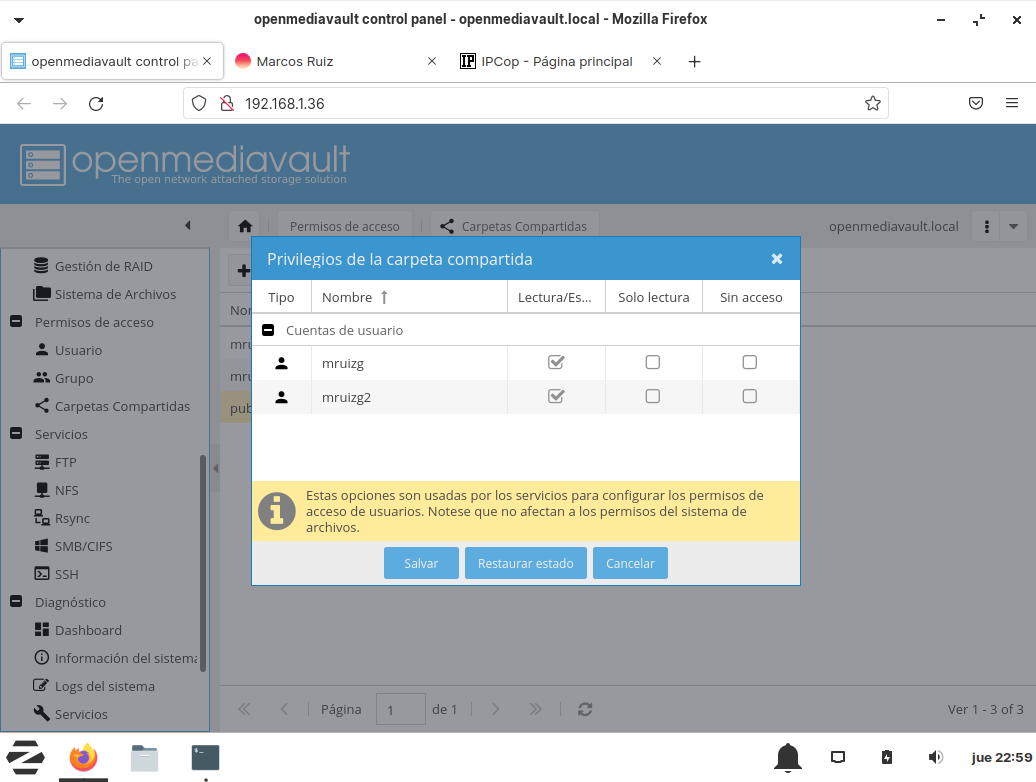 openmediavault control panel - openmediavault.local - Mozilla Firefox
openmediavault control pa
Marcos Ruiz
IPCop - Página principal
192.168.1.36
openmediavault
The open network attached storage solution
Permisos de acceso
Carpetas Compartidas
openmediavault.local
Gestión de RAID
Sistema de Archivos
Permisos de acceso
Usuario
Grupo
Carpetas Compartidas
Servicios
FTP
NFS
Rsync
SMB/CIFS
SSH
Diagnóstico
Dashboard
Información del sistema
Logs del sistema
Servicios
Nor
mru
mru
pub
Privilegios de la carpeta compartida
Tipo
Nombre
Lectura/Es...
Solo lectura
Sin acceso
Cuentas de usuario
mruizg
mruizg2
Estas opciones son usadas por los servicios para configurar los permisos de
acceso de usuarios. Notese que no afectan a los permisos del sistema de
archivos.
Salvar
Restaurar estado
Cancelar
Página
1
de 1
Ver 1 - 3 of 3
jue 22:59